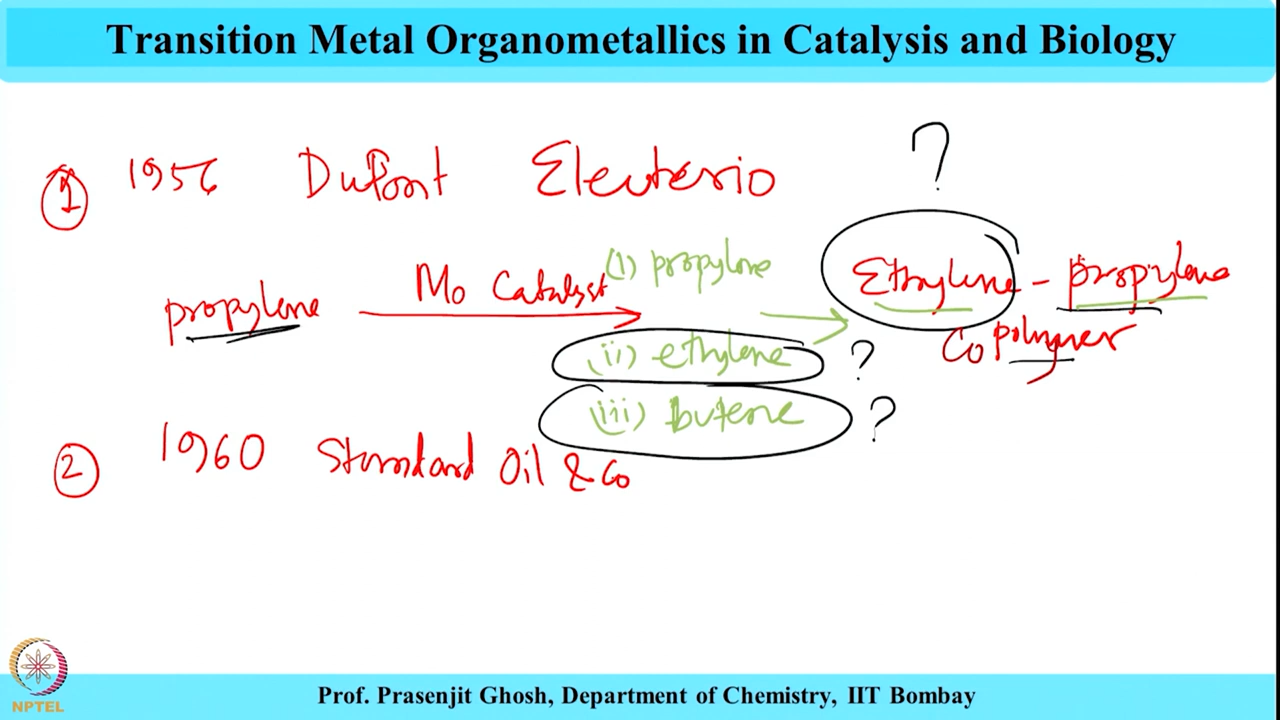 Transition Metal Organometallics in Catalysis and Biology
?
① 1956 DuPont Eleuterio
propylene Mo Catalyst (i) propylene Ethylene - propylene
Copolymer
(ii) ethylene ?
(iii) butene ?
② 1960 Standard Oil & Co
NPTEL
Prof. Prasenjit Ghosh, Department of Chemistry, IIT Bombay